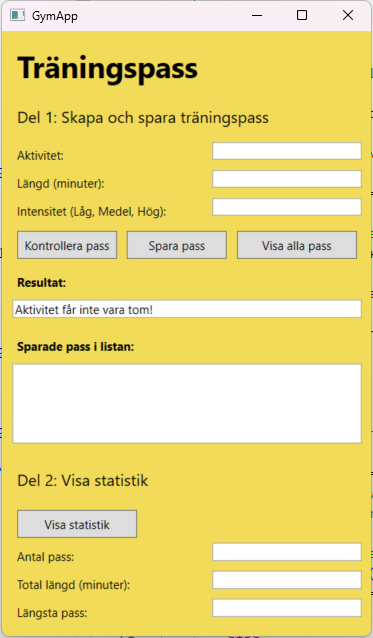 GymApp
Träningspass
Del 1: Skapa och spara träningspass
Aktivitet:
Längd (minuter):
Intensitet (Låg, Medel, Hög):
Kontrollera pass Spara pass Visa alla pass
Resultat:
Aktivitet får inte vara tom!
Sparade pass i listan:
Del 2: Visa statistik
Visa statistik
Antal pass:
Total längd (minuter):
Längsta pass: